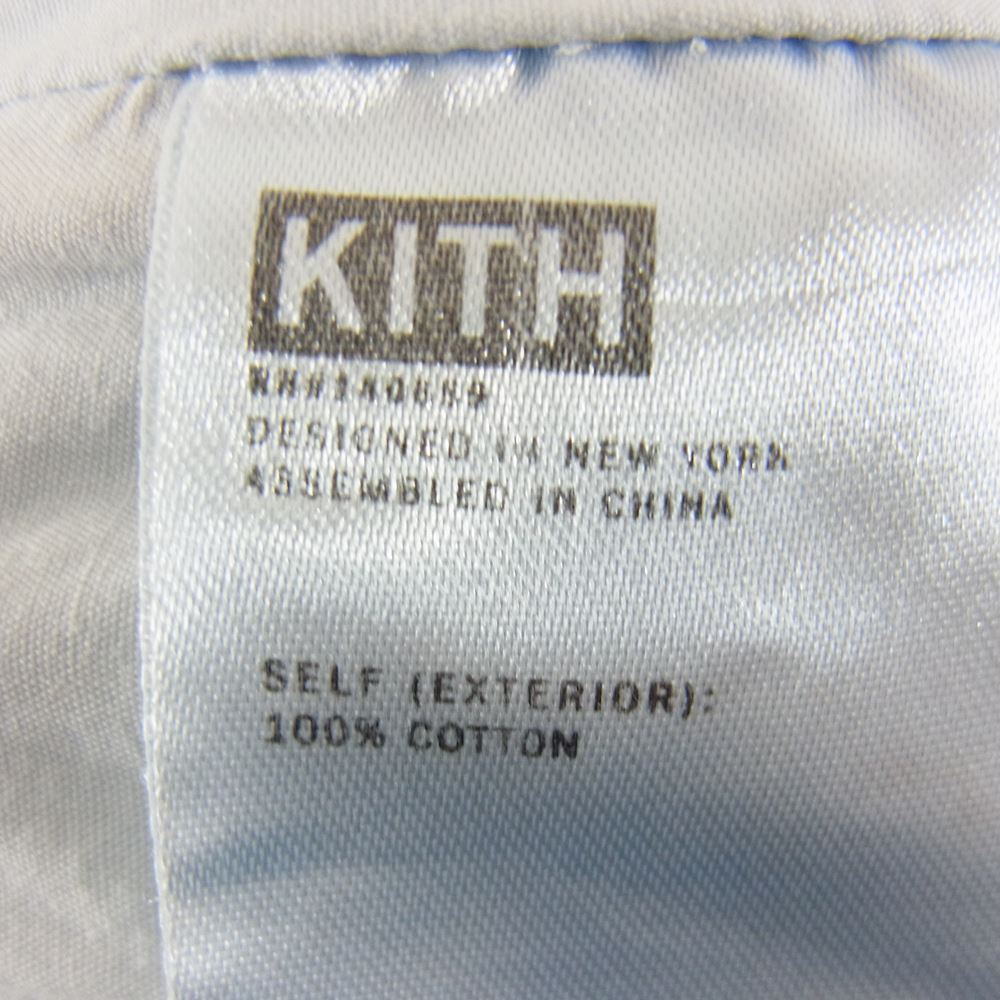 KITH
DESIGNED IN NEW YORK
ASSEMBLED IN CHINA
SELF (EXTERIOR):
100% COTTON